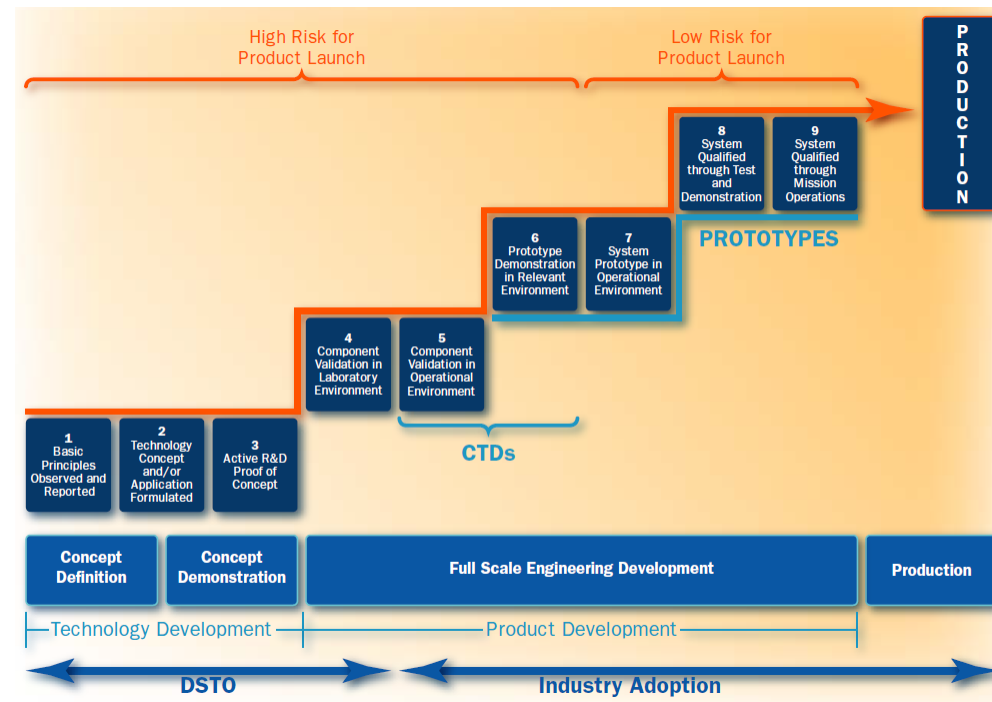 High Risk for
Product Launch
Low Risk for
Product Launch
PRODUCTION
8
System
Qualified
through Test
and
Demonstration
9
System
Qualified
through
Mission
Operations
PROTOTYPES
6
Prototype
Demonstration
in Relevant
Environment
7
System
Prototype in
Operational
Environment
4
Component
Validation in
Laboratory
Environment
5
Component
Validation in
Operational
Environment
CTDs
1
Basic
Principles
Observed and
Reported
2
Technology
Concept
and/or
Application
Formulated
3
Active R&D
Proof of
Concept
Concept
Definition
Concept
Demonstration
Full Scale Engineering Development
Production
Technology Development
Product Development
DSTO
Industry Adoption